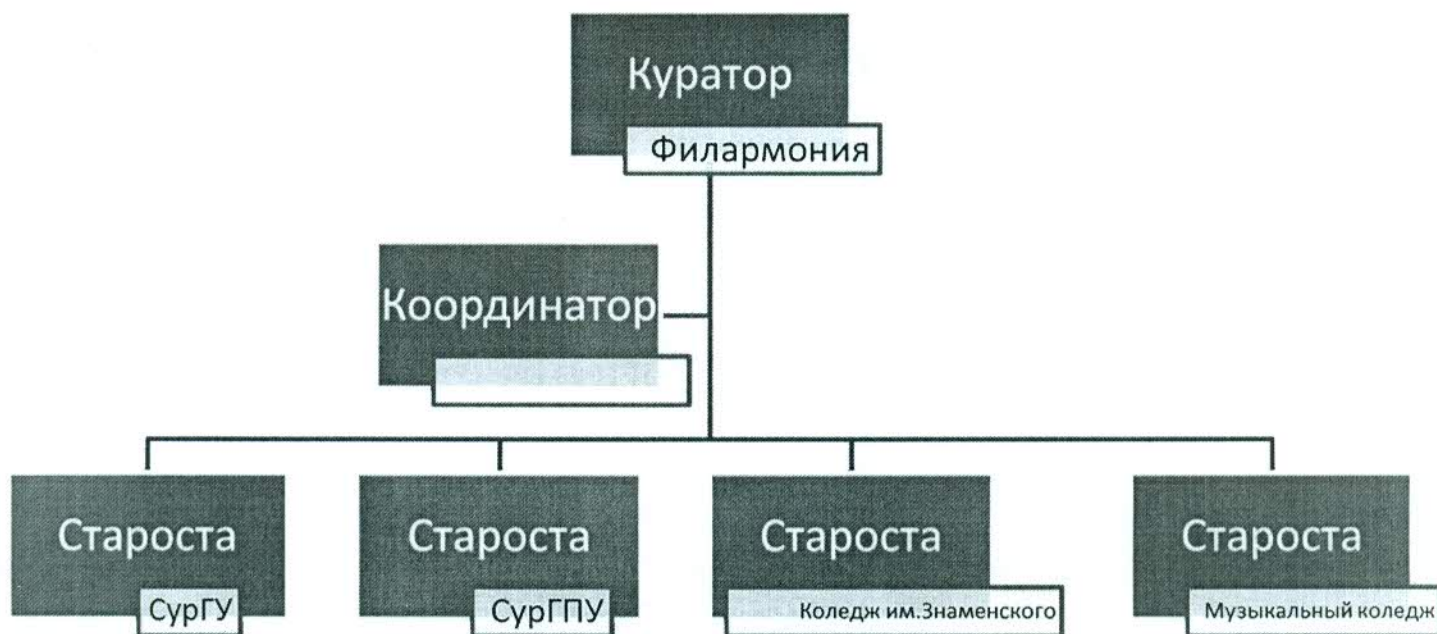 Куратор
Филармония
Координатор
Староста
СурГУ
Староста
СурГПУ
Староста
Коледж им.Знаменского
Староста
Музыкальный коледж